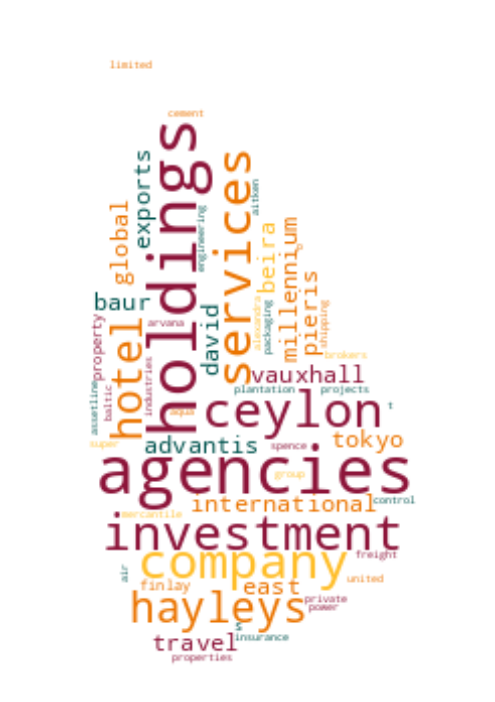 limited
cement
holdings
services
exports
global
engineering
aitken
beira
millennium
b
pieris
shipping
alexandra
packaging
david
baur
arvana
property
hotel
industries
baltic
assetline
brokers
vauxhall
plantation
projects
aqua
ceylon
t
super
advantis
spence
tokyo
agencies
group
international
control
mercantile
investment
freight
company
air
finlay
east
united
hayleys
private
power
s
insurance
travel
properties